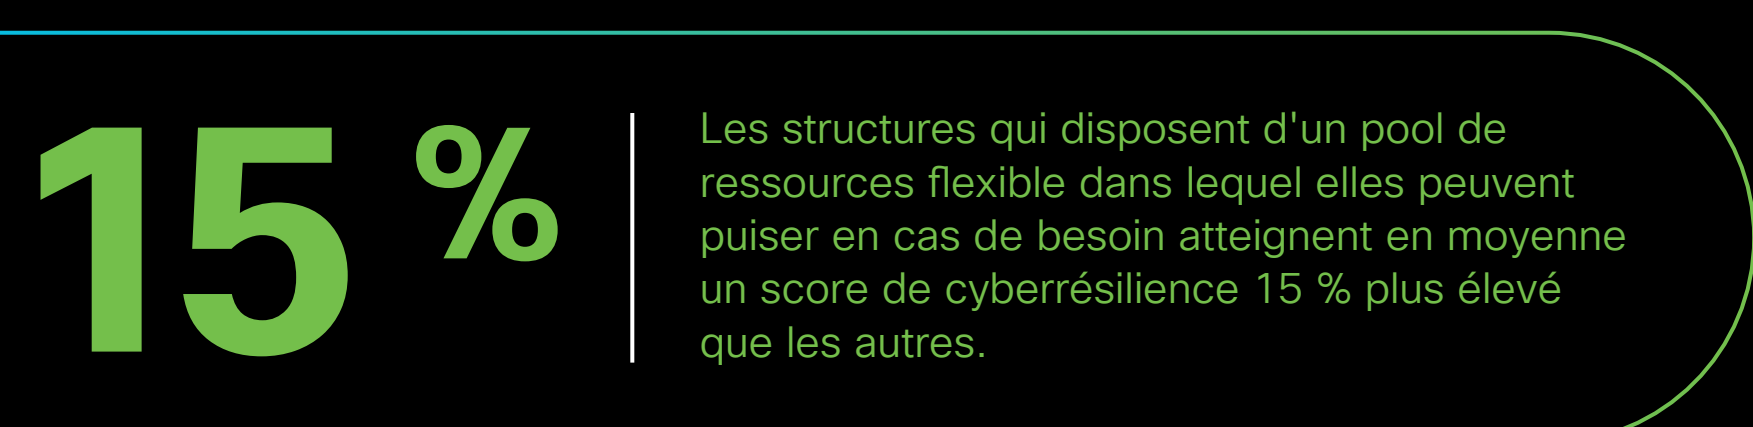 15 %
Les structures qui disposent d'un pool de
ressources flexible dans lequel elles peuvent
puiser en cas de besoin atteignent en moyenne
un score de cyberrésilience 15 % plus élevé
que les autres.